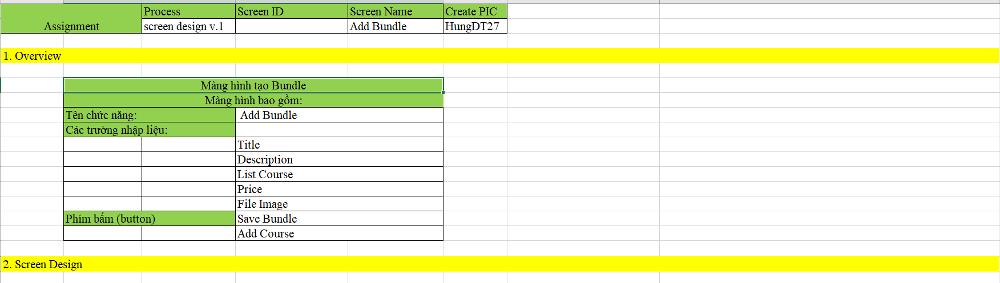 Process Screen ID Screen Name Create PIC
Assignment screen design v.1 Add Bundle HungDT27
1. Overview
Màng hình tạo Bundle
Màng hình bao gồm:
Tên chức năng: Add Bundle
Các trường nhập liệu:
Title
Description
List Course
Price
File Image
Phím bấm (button) Save Bundle
Add Course
2. Screen Design